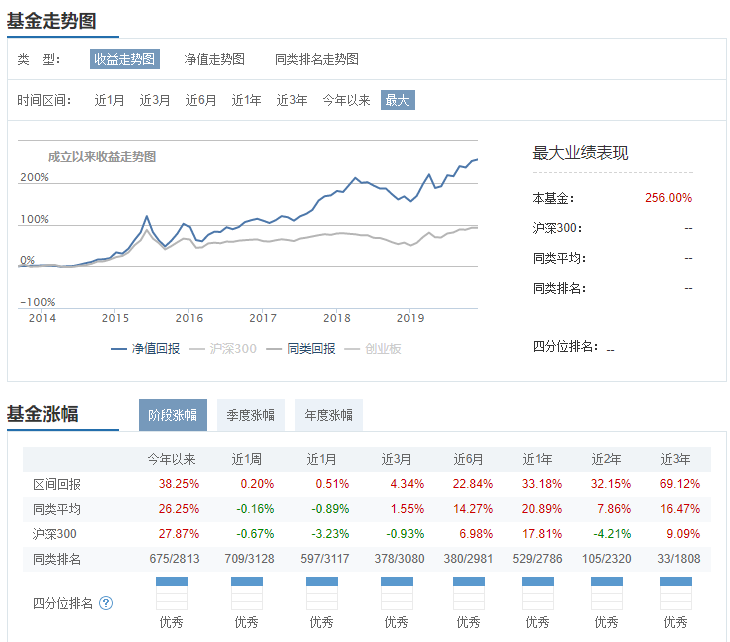 基金走势图
类 型： 收益走势图 净值走势图 同类排名走势图
时间区间： 近1月 近3月 近6月 近1年 近3年 今年以来 最大
成立以来收益走势图
200%
100%
0%
-100%
2014 2015 2016 2017 2018 2019
净值回报 沪深300 同类回报 创业板
最大业绩表现
本基金： 256.00%
沪深300： --
同类平均： --
同类排名： --
四分位排名： --
基金涨幅 阶段涨幅 季度涨幅 年度涨幅
今年以来 近1周 近1月 近3月 近6月 近1年 近2年 近3年
区间回报 38.25% 0.20% 0.51% 4.34% 22.84% 33.18% 32.15% 69.12%
同类平均 26.25% -0.16% -0.89% 1.55% 14.27% 20.89% 7.86% 16.47%
沪深300 27.87% -0.67% -3.23% -0.93% 6.98% 17.81% -4.21% 9.09%
同类排名 675/2813 709/3128 597/3117 378/3080 380/2981 529/2786 105/2320 33/1808
四分位排名 ?
优秀 优秀 优秀 优秀 优秀 优秀 优秀 优秀